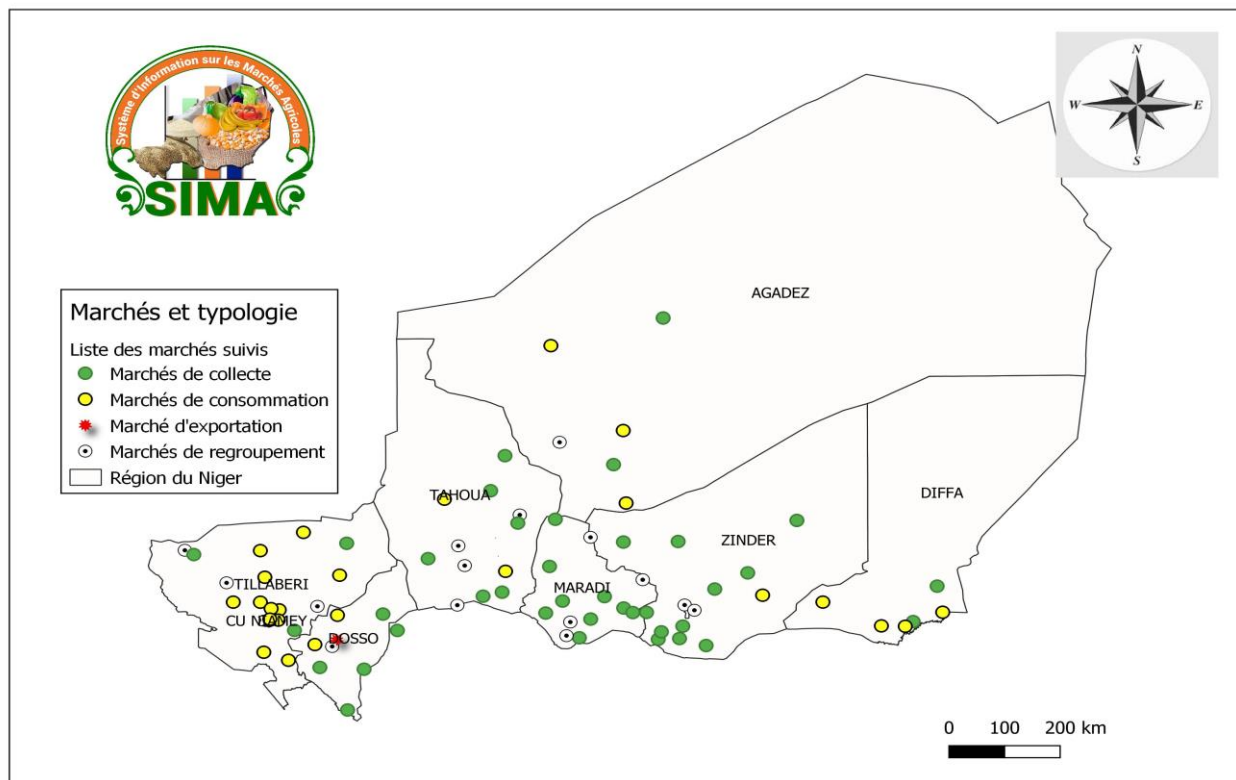 Système d'Information sur les Marchés Agricoles
SIMA
N
W
E
S
Marchés et typologie
Liste des marchés suivis
Marchés de collecte
Marchés de consommation
Marché d'exportation
Marchés de regroupement
Région du Niger
AGADEZ
TAHOUA
DIFFA
ZINDER
TILLABERI
MARADI
CU NIAMEY
DOSSO
0 100 200 km